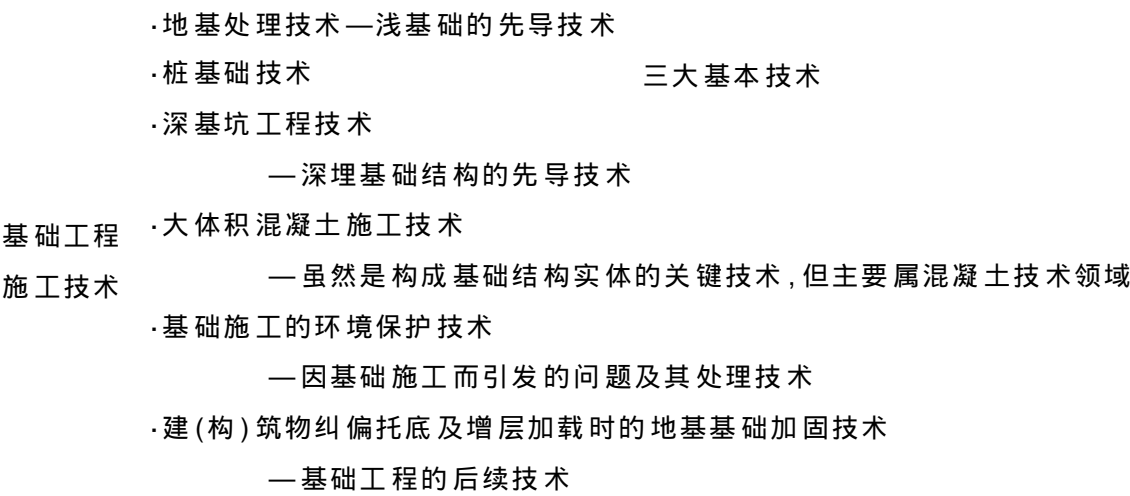 ·地基处理技术—浅基础的先导技术
·桩基础技术 三大基本技术
·深基坑工程技术
—深埋基础结构的先导技术
基础工程 ·大体积混凝土施工技术
施工技术 —虽然是构成基础结构实体的关键技术,但主要属混凝土技术领域
·基础施工的环境保护技术
—因基础施工而引发的问题及其处理技术
·建(构)筑物纠偏托底及增层加载时的地基基础加固技术
—基础工程的后续技术